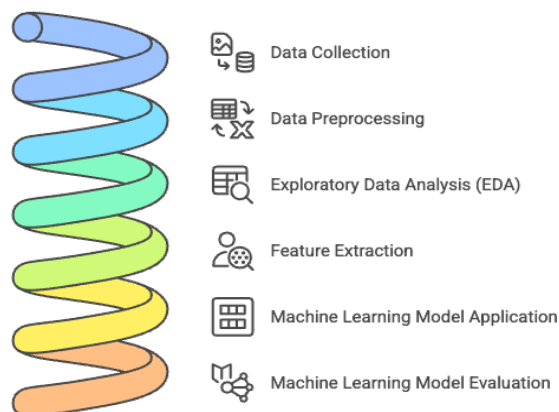 Data Collection
Data Preprocessing
Exploratory Data Analysis (EDA)
Feature Extraction
Machine Learning Model Application
Machine Learning Model Evaluation